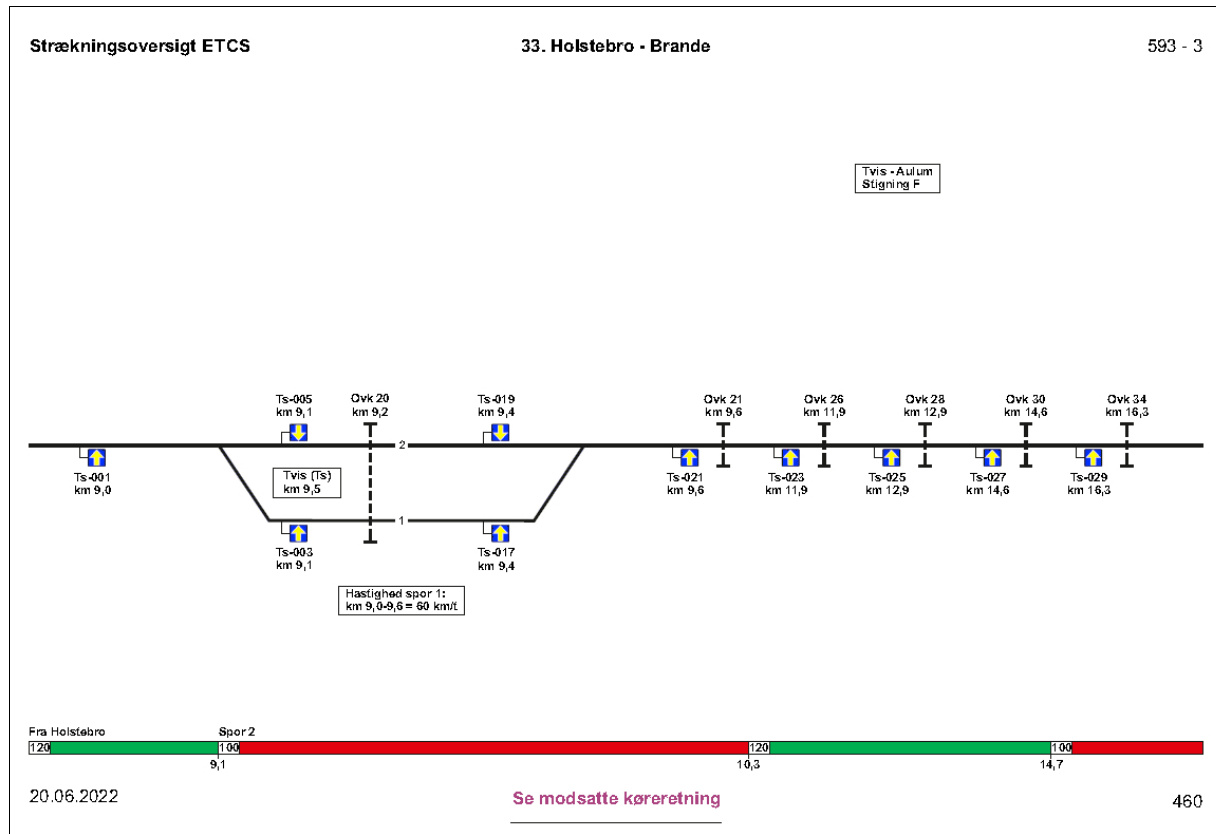 Strækningsoversigt ETCS
33. Holstebro - Brande
593 - 3
Tvis - Aulum
Stigning F
Ts-005
km 9,1
Ovk 20
km 9,2
Ts-019
km 9,4
Ovk 21
km 9,6
Ovk 26
km 11,9
Ovk 28
km 12,9
Ovk 30
km 14,6
Ovk 34
km 16,3
2
Ts-001
km 9,0
Tvis (Ts)
km 9,5
Ts-021
km 9,6
Ts-023
km 11,9
Ts-025
km 12,9
Ts-027
km 14,6
Ts-029
km 16,3
1
Ts-003
km 9,1
Ts-017
km 9,4
Hastighed spor 1:
km 9,0-9,6 = 60 km/t
Fra Holstebro
Spor 2
120
100
120
100
9,1
10,3
14,7
20.06.2022
Se modsatte køreretning
460